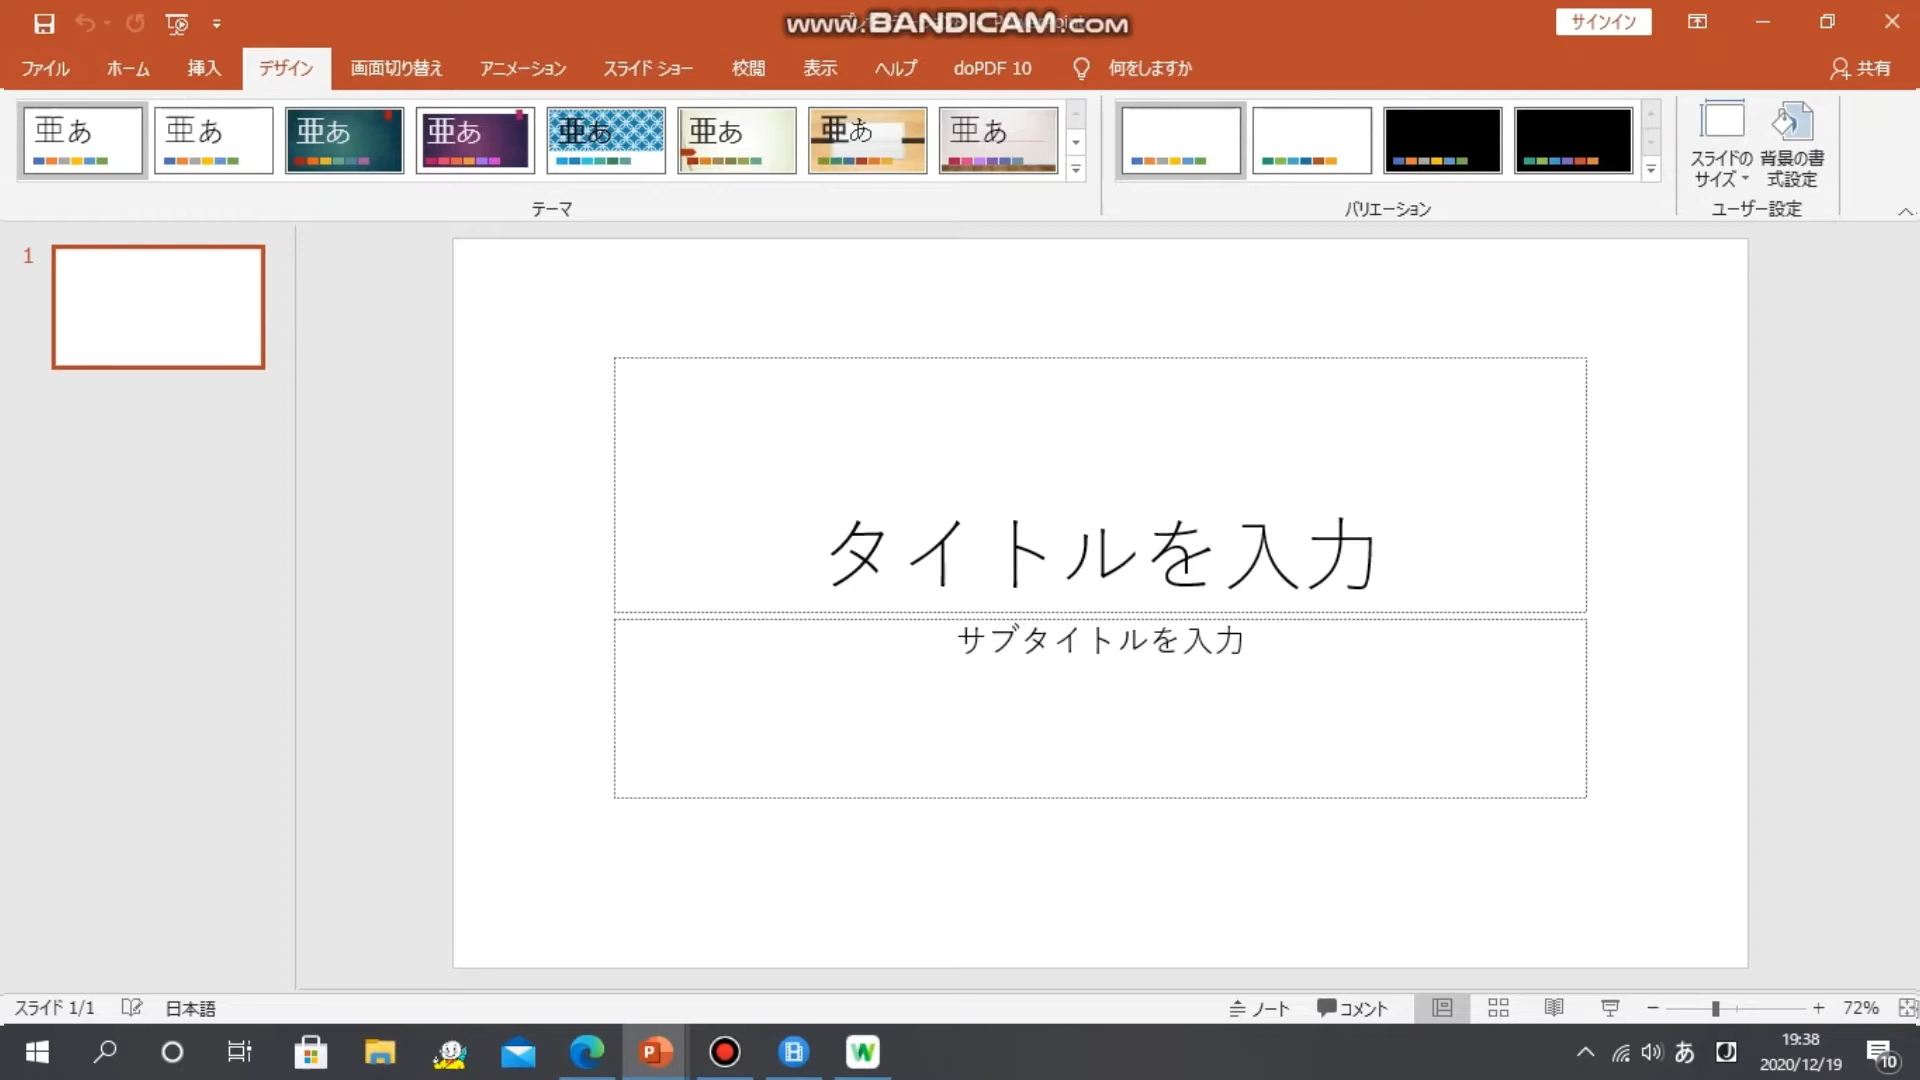 www.BANDICAM.com
サインイン
ファイル ホーム 挿入 デザイン 画面切り替え アニメーション スライド ショー 校閲 表示 ヘルプ doPDF 10 何をしますか 共有
亜あ 亜あ 亜あ 亜あ 亜あ 亜あ 亜あ 亜あ
スライドの サイズ
背景の書 式設定
テーマ バリエーション ユーザー設定
1
タイトルを入力
サブタイトルを入力
スライド 1/1 日本語 ノート コメント 72%
P W あ J 19:38
2020/12/19 10